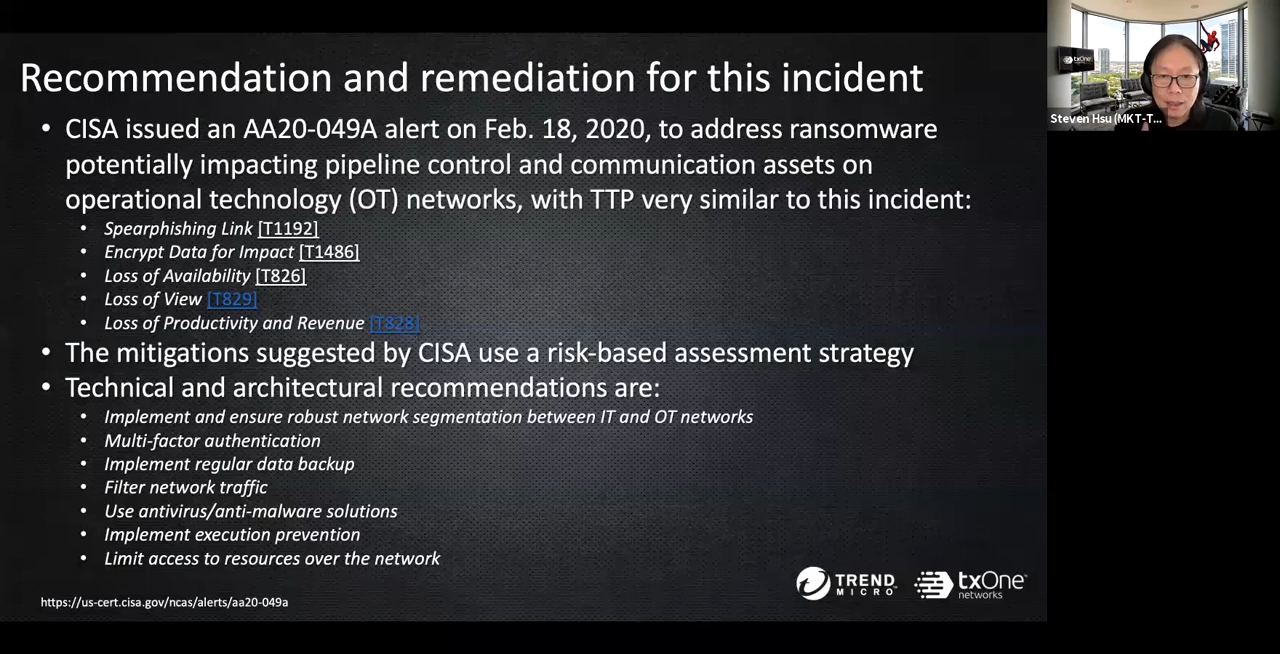 Recommendation and remediation for this incident
• CISA issued an AA20-049A alert on Feb. 18, 2020, to address ransomware
potentially impacting pipeline control and communication assets on
operational technology (OT) networks, with TTP very similar to this incident:
• Spearphishing Link [T1192]
• Encrypt Data for Impact [T1486]
• Loss of Availability [T826]
• Loss of View [T829]
• Loss of Productivity and Revenue [T828]
• The mitigations suggested by CISA use a risk-based assessment strategy
• Technical and architectural recommendations are:
• Implement and ensure robust network segmentation between IT and OT networks
• Multi-factor authentication
• Implement regular data backup
• Filter network traffic
• Use antivirus/anti-malware solutions
• Implement execution prevention
• Limit access to resources over the network
https://us-cert.cisa.gov/ncas/alerts/aa20-049a
TREND
MICRO
txOne
networks
txOne
Steven Hsu (MKT-T...